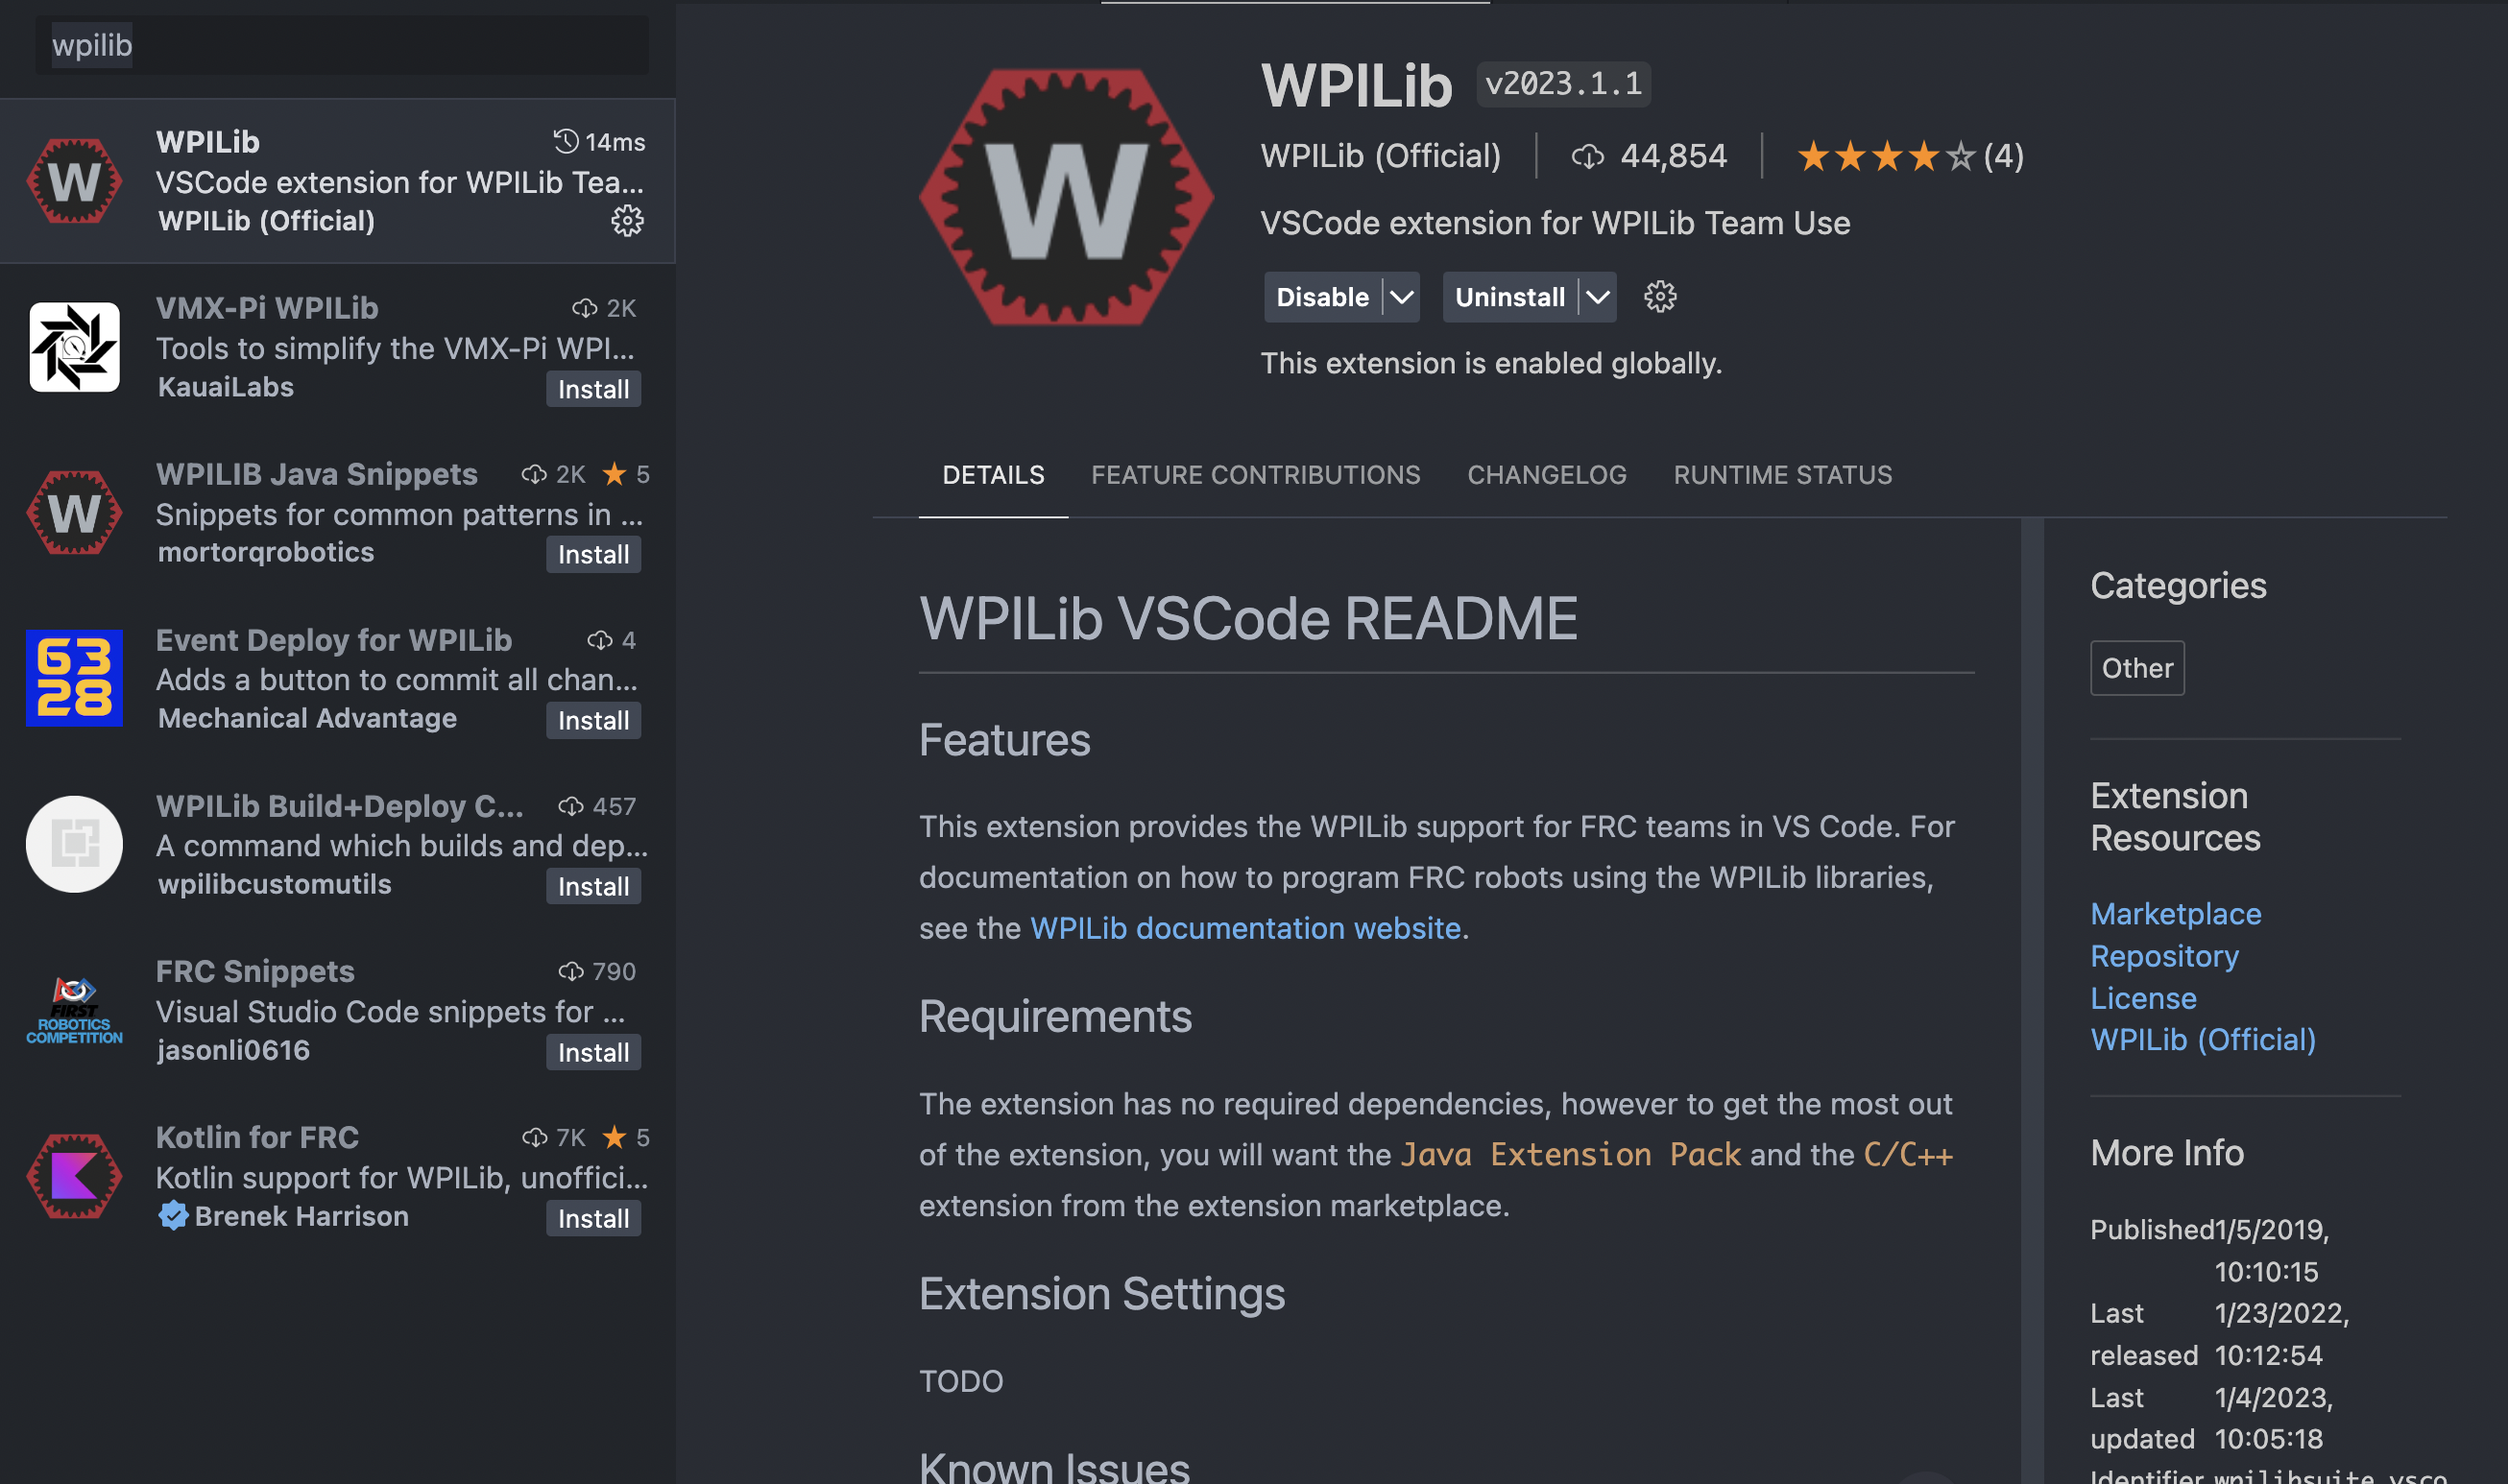 wpilib
WPILib 14ms
VSCode extension for WPILib Tea...
WPILib (Official)
VMX-Pi WPILib 2K
Tools to simplify the VMX-Pi WPI...
KauaiLabs Install
WPILIB Java Snippets 2K ★ 5
Snippets for common patterns in ...
mortorqrobotics Install
63
28
Event Deploy for WPILib 4
Adds a button to commit all chan...
Mechanical Advantage Install
WPILib Build+Deploy C... 457
A command which builds and dep...
wpilibcustomutils Install
FIRST
ROBOTICS
COMPETITION
FRC Snippets 790
Visual Studio Code snippets for ...
jasonli0616 Install
Kotlin for FRC 7K ★ 5
Kotlin support for WPILib, unoffici...
Brenek Harrison Install
W
WPILib v2023.1.1
WPILib (Official) 44,854 ★★★★☆ (4)
VSCode extension for WPILib Team Use
Disable Uninstall
This extension is enabled globally.
DETAILS FEATURE CONTRIBUTIONS CHANGELOG RUNTIME STATUS
WPILib VSCode README
Features
This extension provides the WPILib support for FRC teams in VS Code. For
documentation on how to program FRC robots using the WPILib libraries,
see the WPILib documentation website.
Requirements
The extension has no required dependencies, however to get the most out
of the extension, you will want the Java Extension Pack and the C/C++
extension from the extension marketplace.
Extension Settings
TODO
Known Issues
Categories
Other
Extension
Resources
Marketplace
Repository
License
WPILib (Official)
More Info
Published 1/5/2019,
10:10:15
Last 1/23/2022,
released 10:12:54
Last 1/4/2023,
updated 10:05:18
Identifier wpilibsuite.vsco